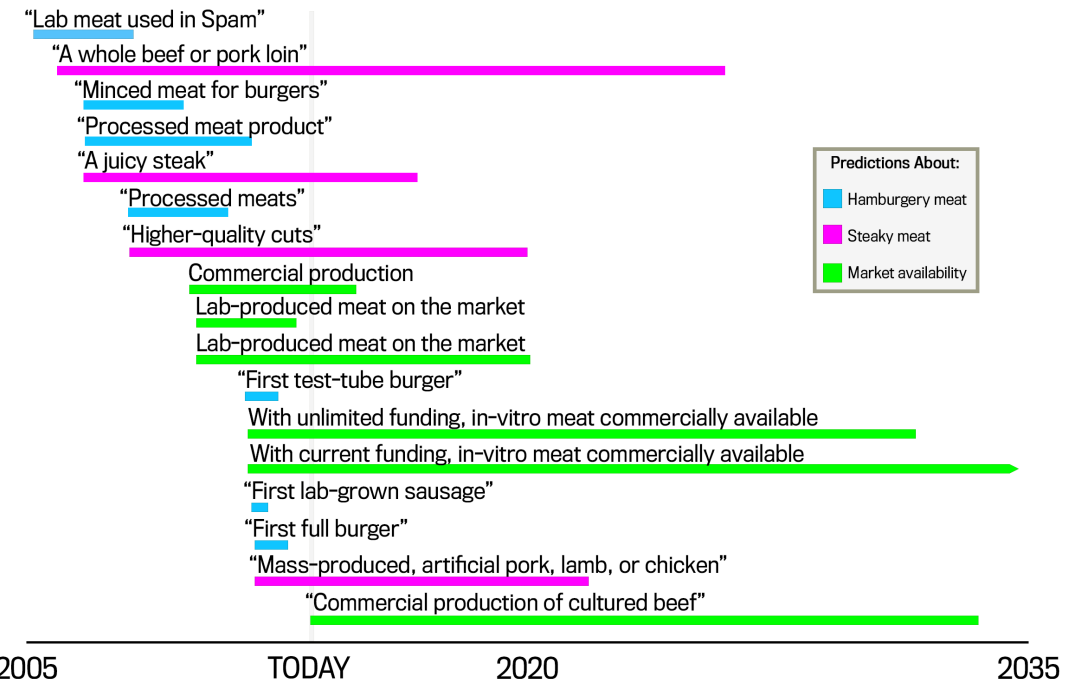 “Lab meat used in Spam”
“A whole beef or pork loin”
“Minced meat for burgers”
“Processed meat product”
“A juicy steak”
“Processed meats”
“Higher-quality cuts”
Commercial production
Lab-produced meat on the market
Lab-produced meat on the market
“First test-tube burger”
With unlimited funding, in-vitro meat commercially available
With current funding, in-vitro meat commercially available
“First lab-grown sausage”
“First full burger”
“Mass-produced, artificial pork, lamb, or chicken”
“Commercial production of cultured beef”
Predictions About:
Hamburgery meat
Steaky meat
Market availability
2005 TODAY 2020 2035